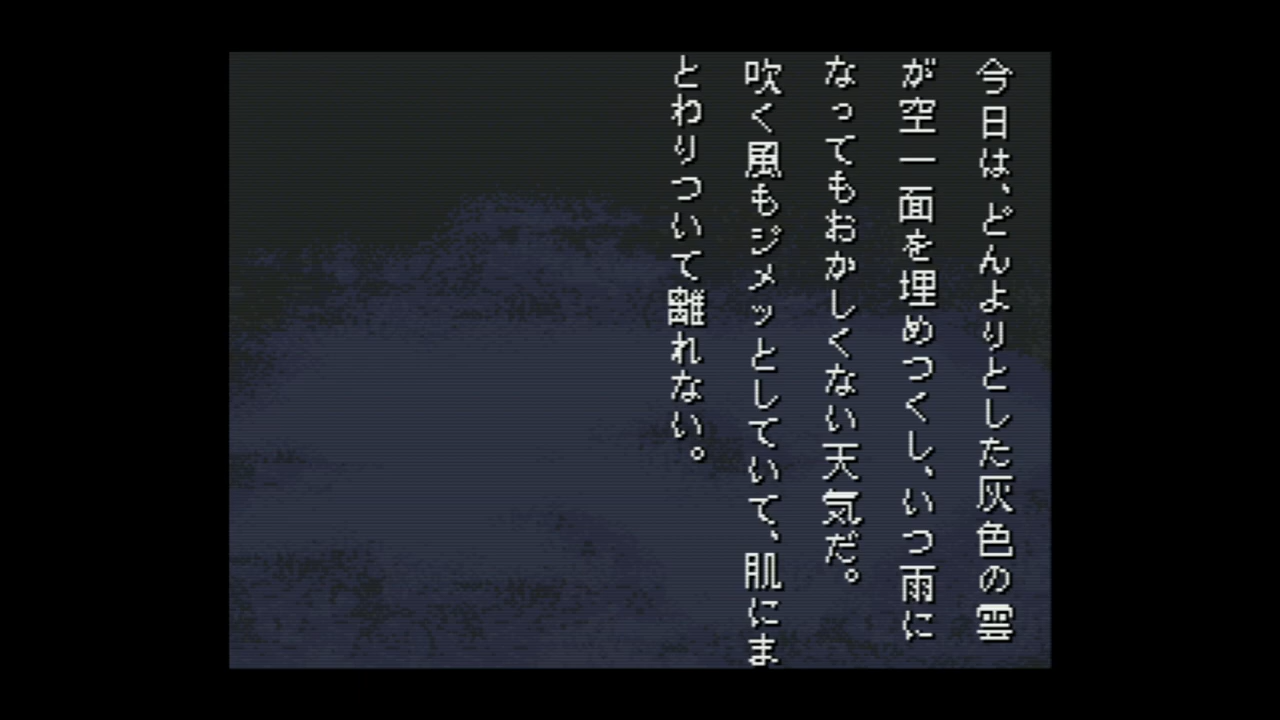 今日は、どんよりとした灰色の雲
が空一面を埋めつくし、いつ雨に
なってもおかしくない天気だ。
吹く風もジメッとしていて、肌にま
とわりついて離れない。